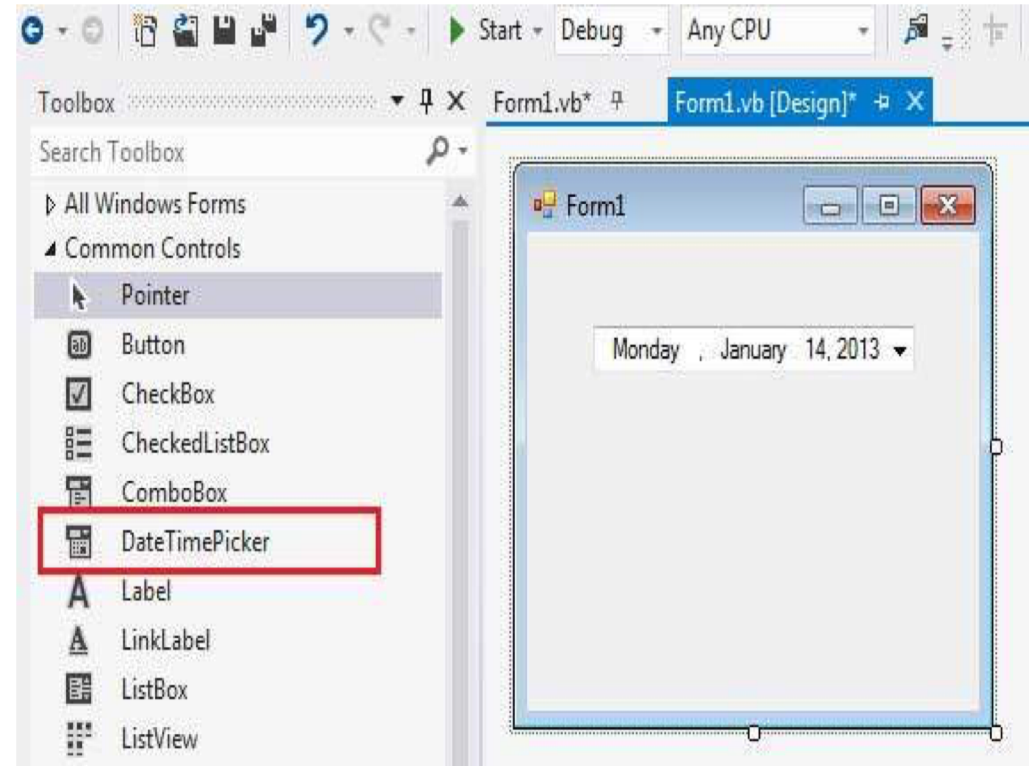 Start Debug Any CPU
Toolbox
Search Toolbox
All Windows Forms
Common Controls
Pointer
Button
CheckBox
CheckedListBox
ComboBox
DateTimePicker
Label
LinkLabel
ListBox
ListView
Form1.vb* Form1.vb [Design]*
Form1
Monday , January 14, 2013